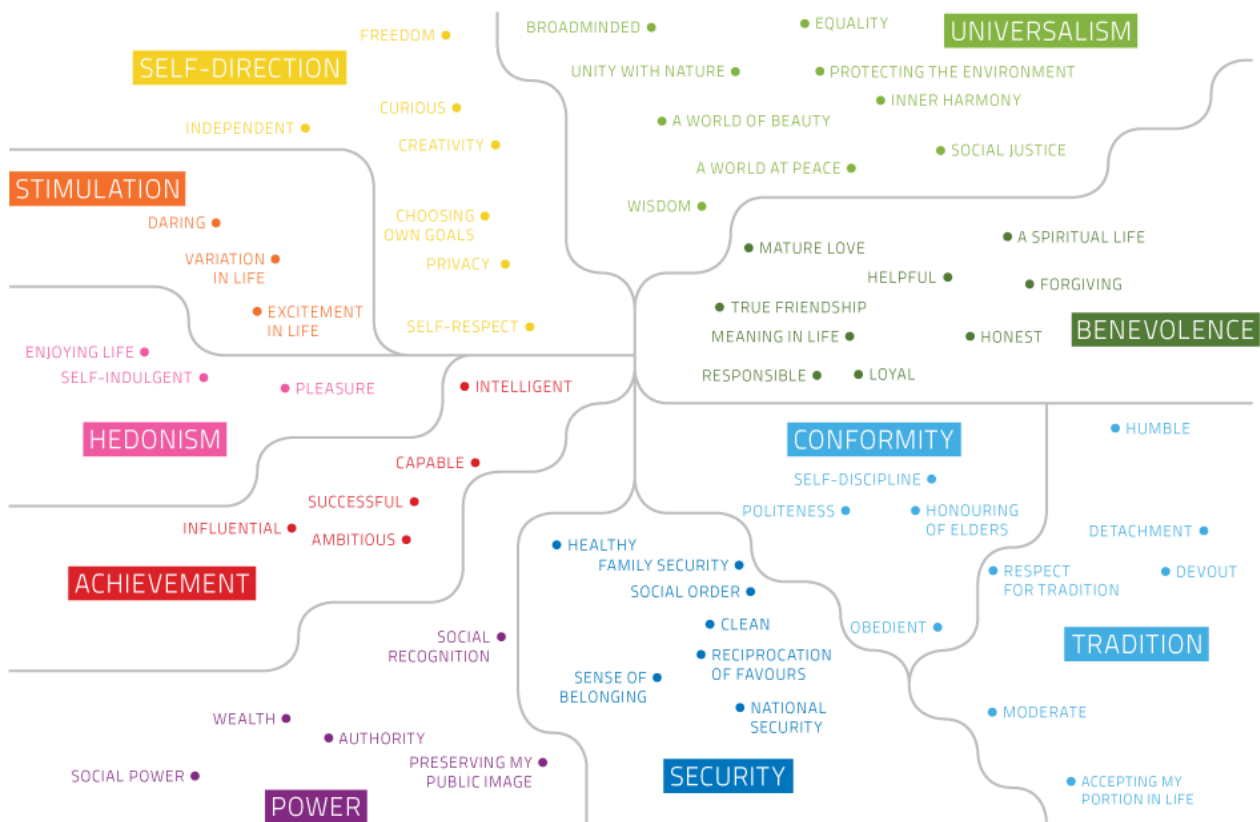 SELF-DIRECTION
FREEDOM
CURIOUS
INDEPENDENT
CREATIVITY
CHOOSING
OWN GOALS
PRIVACY
SELF-RESPECT
UNIVERSALISM
BROADMINDED
EQUALITY
UNITY WITH NATURE
PROTECTING THE ENVIRONMENT
INNER HARMONY
A WORLD OF BEAUTY
SOCIAL JUSTICE
A WORLD AT PEACE
WISDOM
STIMULATION
DARING
VARIATION
IN LIFE
EXCITEMENT
IN LIFE
BENEVOLENCE
MATURE LOVE
A SPIRITUAL LIFE
HELPFUL
FORGIVING
TRUE FRIENDSHIP
MEANING IN LIFE
HONEST
RESPONSIBLE
LOYAL
ENJOYING LIFE
SELF-INDULGENT
PLEASURE
HEDONISM
INTELLIGENT
CAPABLE
SUCCESSFUL
INFLUENTIAL
AMBITIOUS
ACHIEVEMENT
CONFORMITY
SELF-DISCIPLINE
POLITENESS
HONOURING
OF ELDERS
OBEDIENT
HUMBLE
DETACHMENT
RESPECT
FOR TRADITION
DEVOUT
TRADITION
MODERATE
ACCEPTING MY
PORTION IN LIFE
HEALTHY
FAMILY SECURITY
SOCIAL ORDER
CLEAN
RECIPROCATION
OF FAVOURS
SENSE OF
BELONGING
NATIONAL
SECURITY
SECURITY
SOCIAL
RECOGNITION
WEALTH
AUTHORITY
PRESERVING MY
PUBLIC IMAGE
SOCIAL POWER
POWER